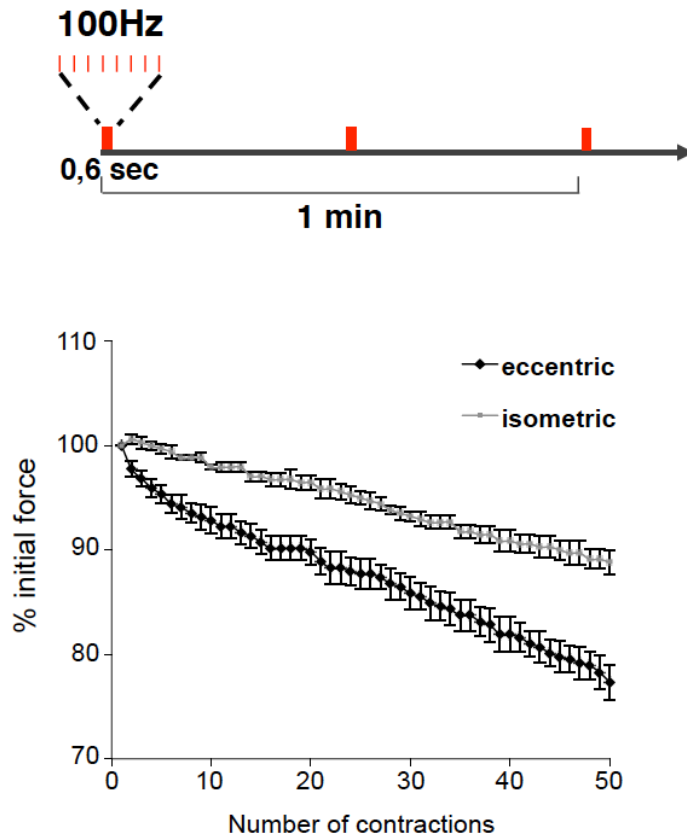 100Hz
0,6 sec
1 min
110
100
90
80
70
% initial force
eccentric
isometric
0
10
20
30
40
50
Number of contractions